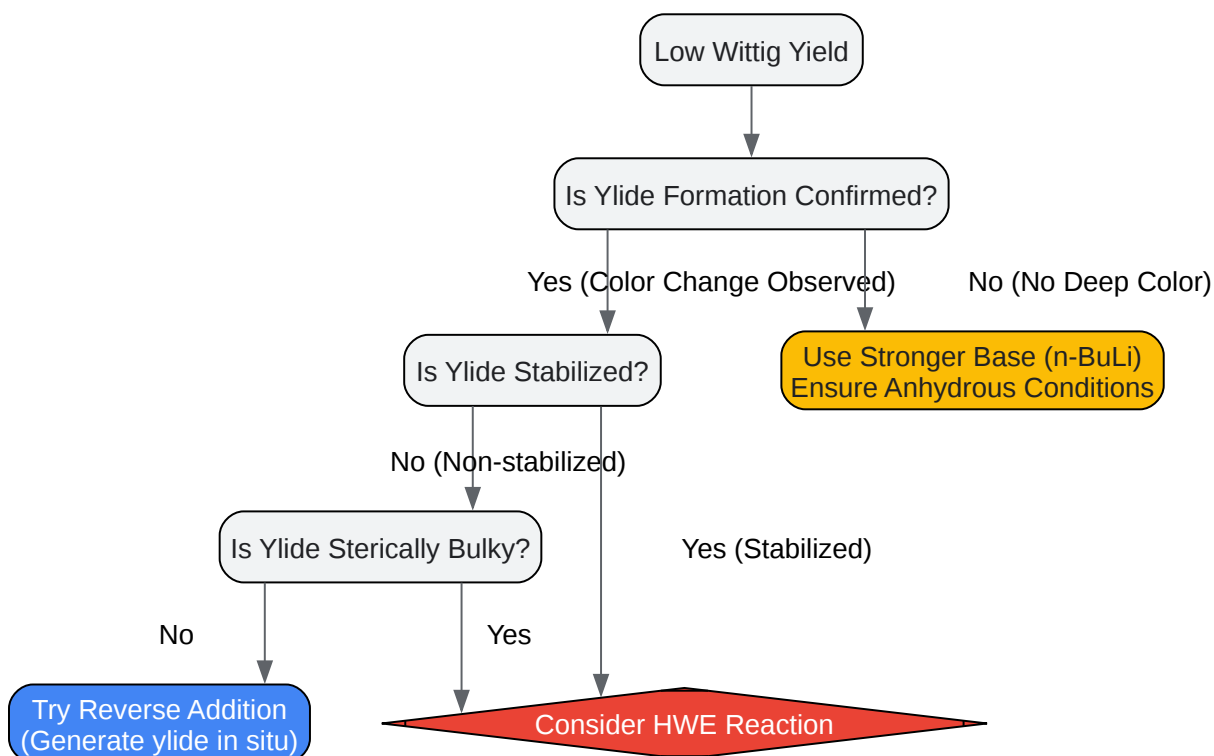 Low Wittig Yield
Is Ylide Formation Confirmed?
Yes (Color Change Observed)
No (No Deep Color)
Is Ylide Stabilized?
Use Stronger Base (n-BuLi)
Ensure Anhydrous Conditions
No (Non-stabilized)
Is Ylide Sterically Bulky?
Yes (Stabilized)
No
Yes
Try Reverse Addition
(Generate ylide in situ)
Consider HWE Reaction